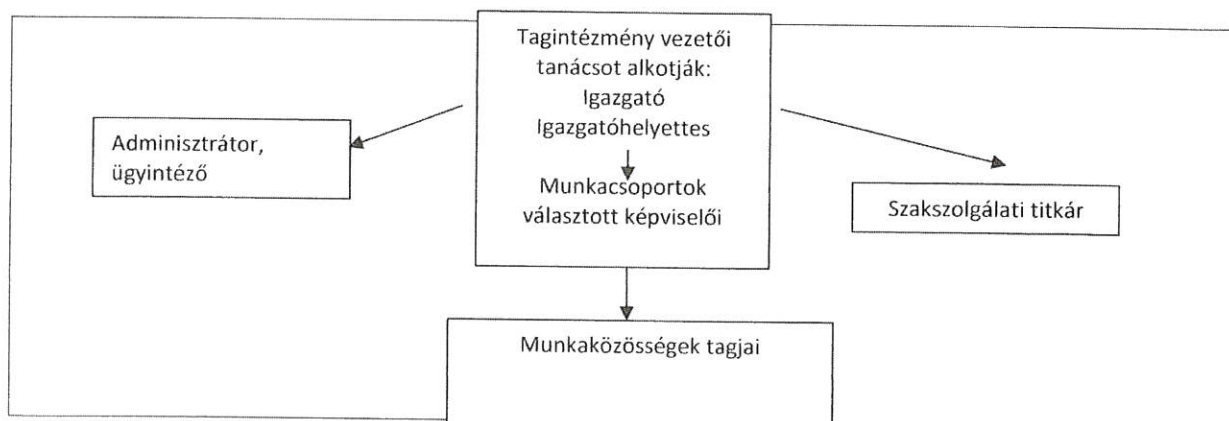 Tagintézmény vezetői
tanácsot alkotják:
Igazgató
Igazgatóhelyettes
Munkacsoportok
választott képviselői
Adminisztrátor,
ügyintéző
Szakszolgálati titkár
Munkaközösségek tagjai